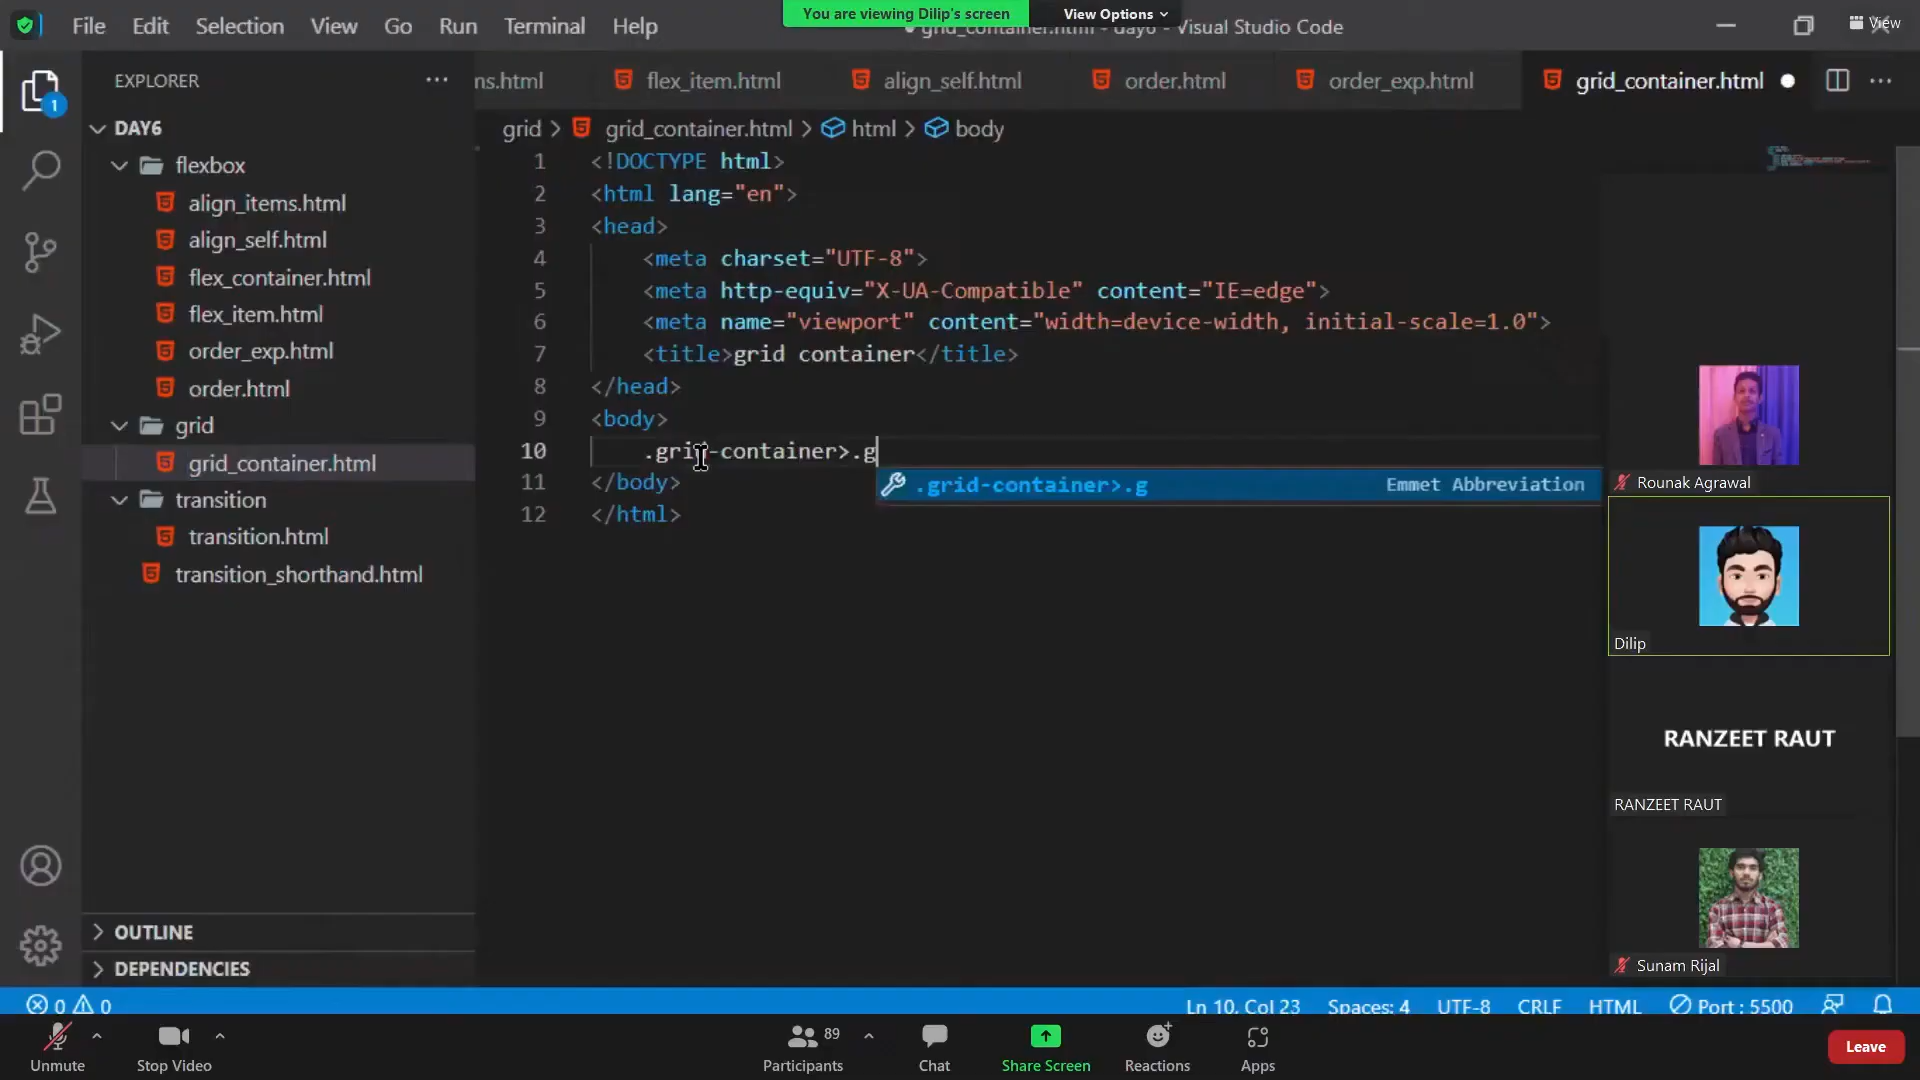 File Edit Selection View Go Run Terminal Help
You are viewing Dilip's screen View Options
grid_container.html - day6 - Visual Studio Code
View
EXPLORER
ms.html flex_item.html align_self.html order.html order_exp.html grid_container.html
DAY6
grid > grid_container.html > html > body
flexbox
align_items.html
align_self.html
flex_container.html
flex_item.html
order_exp.html
order.html
grid
grid_container.html
transition
transition.html
transition_shorthand.html
OUTLINE
DEPENDENCIES
1
1 <!DOCTYPE html>
2 <html lang="en">
3 <head>
4 <meta charset="UTF-8">
5 <meta http-equiv="X-UA-Compatible" content="IE=edge">
6 <meta name="viewport" content="width=device-width, initial-scale=1.0">
7 <title>grid container</title>
8 </head>
9 <body>
10 .grid-container>.g
.grid-container>.g Emmet Abbreviation
11 </body>
12 </html>
Rounak Agrawal
Dilip
RANZEET RAUT
RANZEET RAUT
Sunam Rijal
0 0 Ln 10, Col 23 Spaces: 4 UTF-8 CRLF HTML Port : 5500
Unmute Stop Video Participants 89 Chat Share Screen Reactions Apps Leave